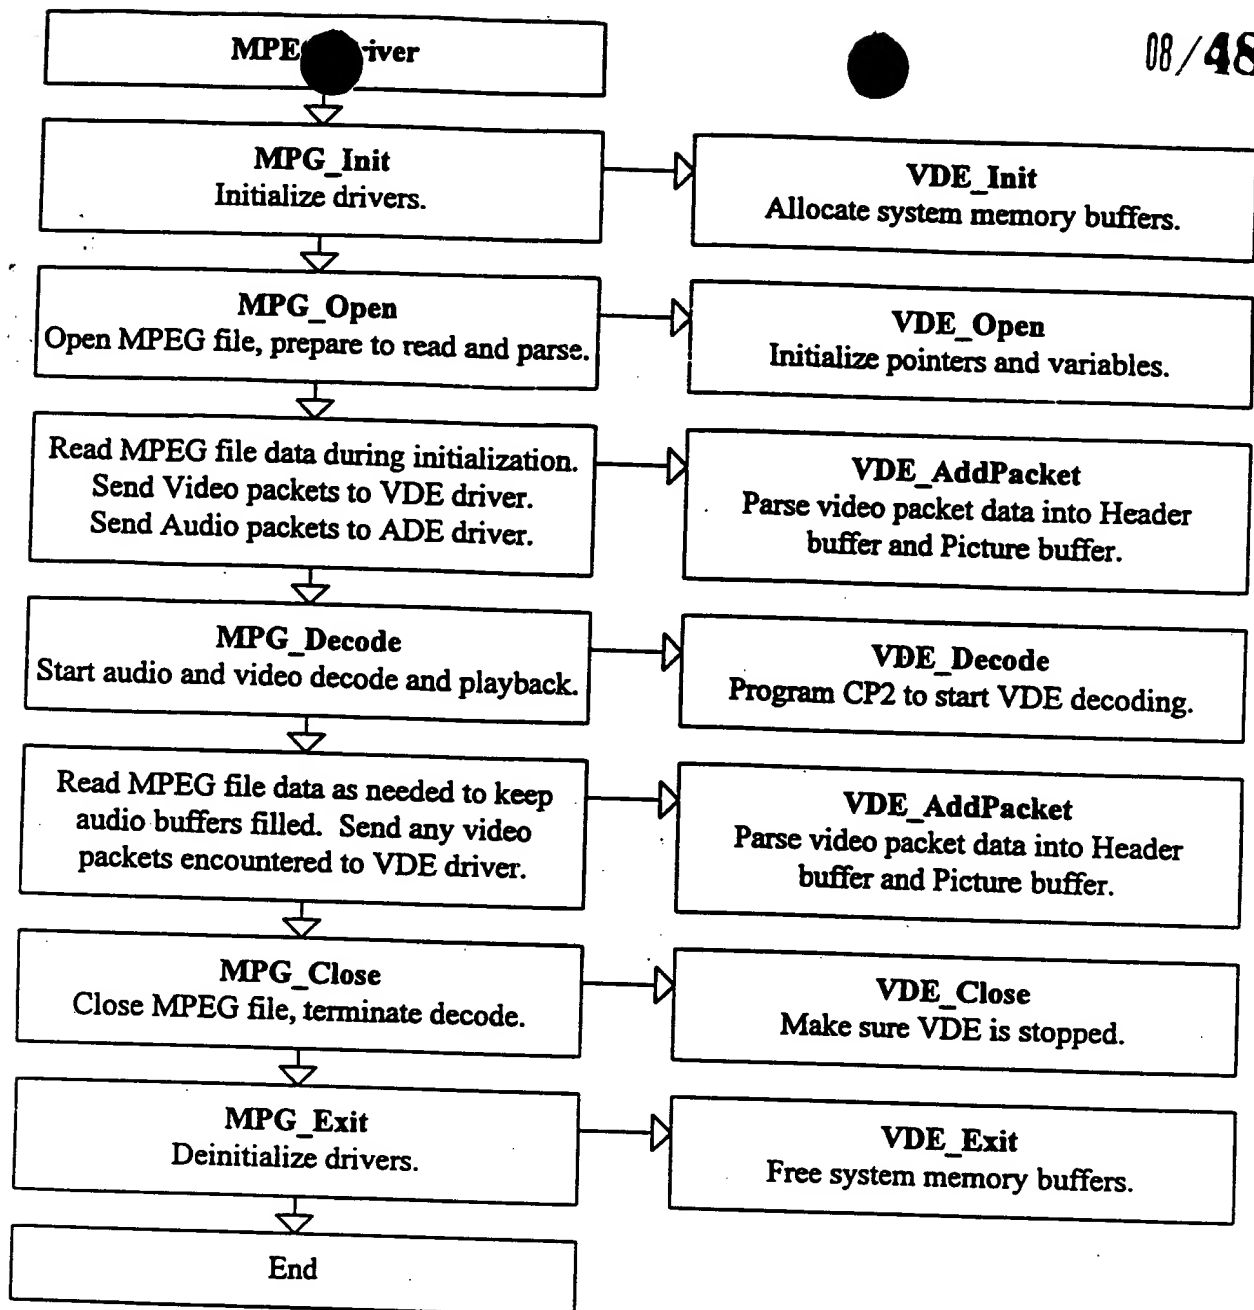 MPE iver
08/48
MPG_Init
Initialize drivers.
VDE_Init
Allocate system memory buffers.
MPG_Open
Open MPEG file, prepare to read and parse.
VDE_Open
Initialize pointers and variables.
Read MPEG file data during initialization.
Send Video packets to VDE driver.
Send Audio packets to ADE driver.
VDE_AddPacket
Parse video packet data into Header
buffer and Picture buffer.
MPG_Decode
Start audio and video decode and playback.
VDE_Decode
Program CP2 to start VDE decoding.
Read MPEG file data as needed to keep
audio buffers filled. Send any video
packets encountered to VDE driver.
VDE_AddPacket
Parse video packet data into Header
buffer and Picture buffer.
MPG_Close
Close MPEG file, terminate decode.
VDE_Close
Make sure VDE is stopped.
MPG_Exit
Deinitialize drivers.
VDE_Exit
Free system memory buffers.
End